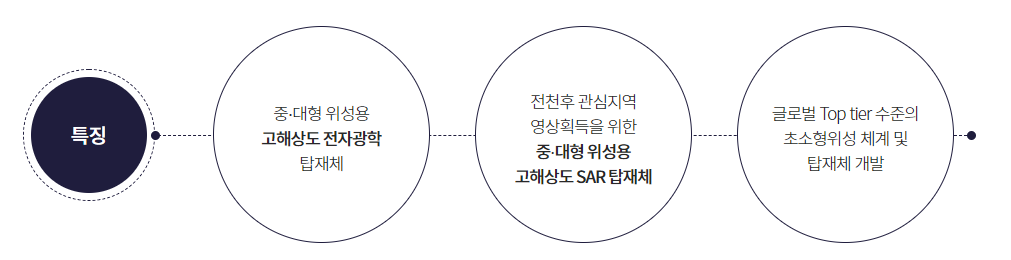 특징
중·대형 위성용
고해상도 전자광학
탑재체
전천후 관심지역
영상획득을 위한
중·대형 위성용
고해상도 SAR 탑재체
글로벌 Top tier 수준의
초소형위성 체계 및
탑재체 개발